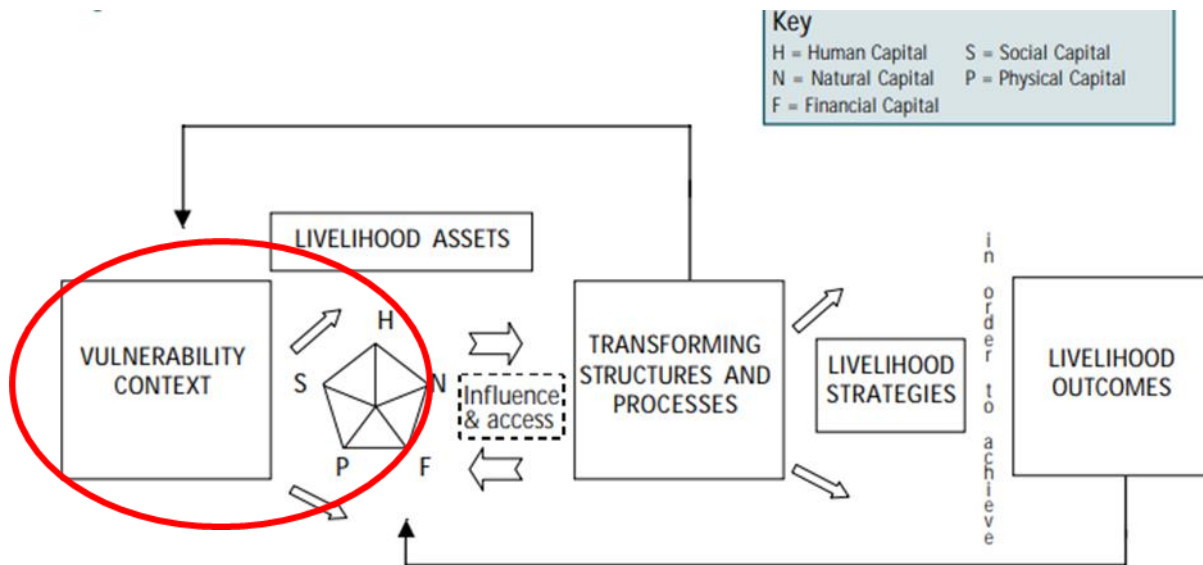 Key
H = Human Capital S = Social Capital
N = Natural Capital P = Physical Capital
F = Financial Capital
LIVELIHOOD ASSETS
VULNERABILITY
CONTEXT
H
S
N
P
F
Influence
& access
TRANSFORMING
STRUCTURES AND
PROCESSES
LIVELIHOOD
STRATEGIES
in order to achieve
LIVELIHOOD
OUTCOMES